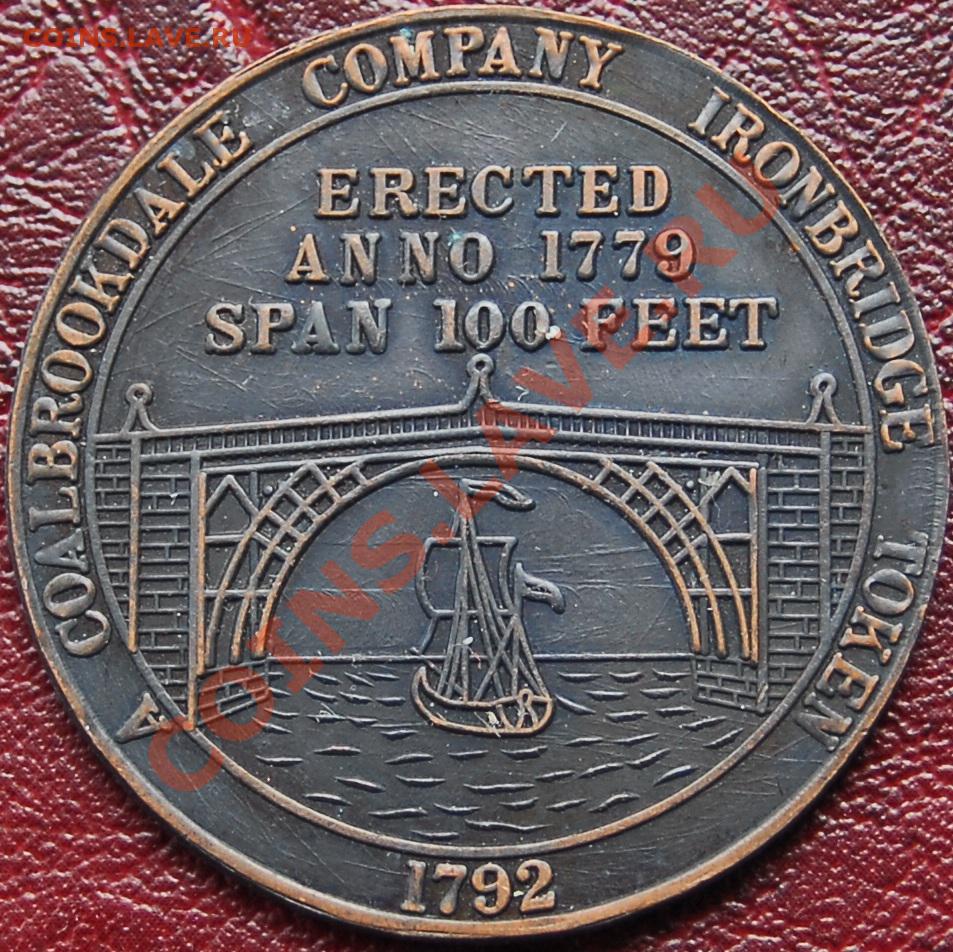 COINS.LAVE.RU
A COALBROOKDALE COMPANY IRONBRIDGE TOKEN
ERECTED
ANNO 1779
SPAN 100 FEET
COINS.LAVE.RU
1792